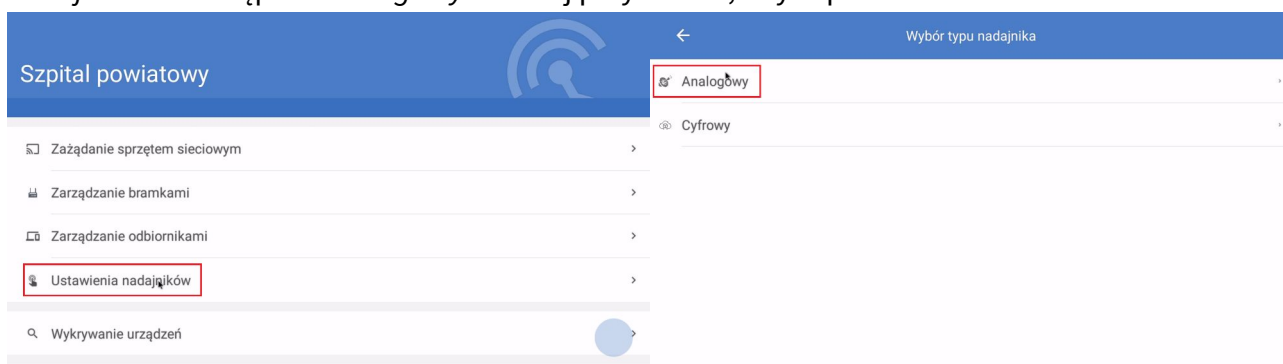 Szpital powiatowy
Zażądanie sprzętem sieciowym
Zarządzanie bramkami
Zarządzanie odbiornikami
Ustawienia nadajników
Wykrywanie urządzeń
Wybór typu nadajnika
Analogowy
Cyfrowy